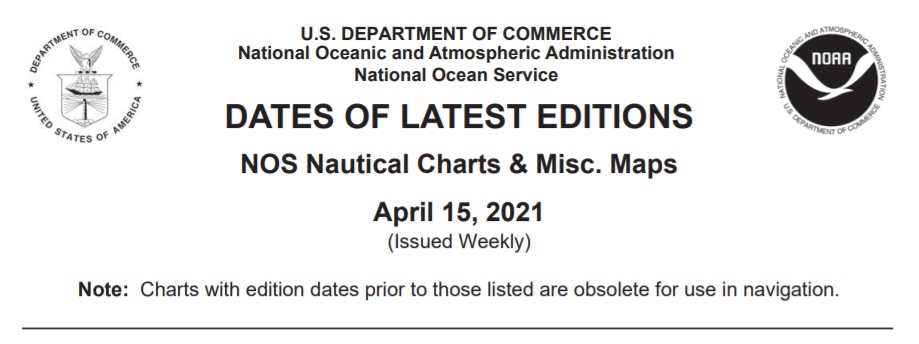 U.S. DEPARTMENT OF COMMERCE
National Oceanic and Atmospheric Administration
National Ocean Service
DATES OF LATEST EDITIONS
NOS Nautical Charts & Misc. Maps
April 15, 2021
(Issued Weekly)
Note: Charts with edition dates prior to those listed are obsolete for use in navigation.
DEPARTMENT OF COMMERCE
UNITED STATES OF AMERICA
NATIONAL OCEANIC AND ATMOSPHERIC ADMINISTRATION
U.S. DEPARTMENT OF COMMERCE
NOAA